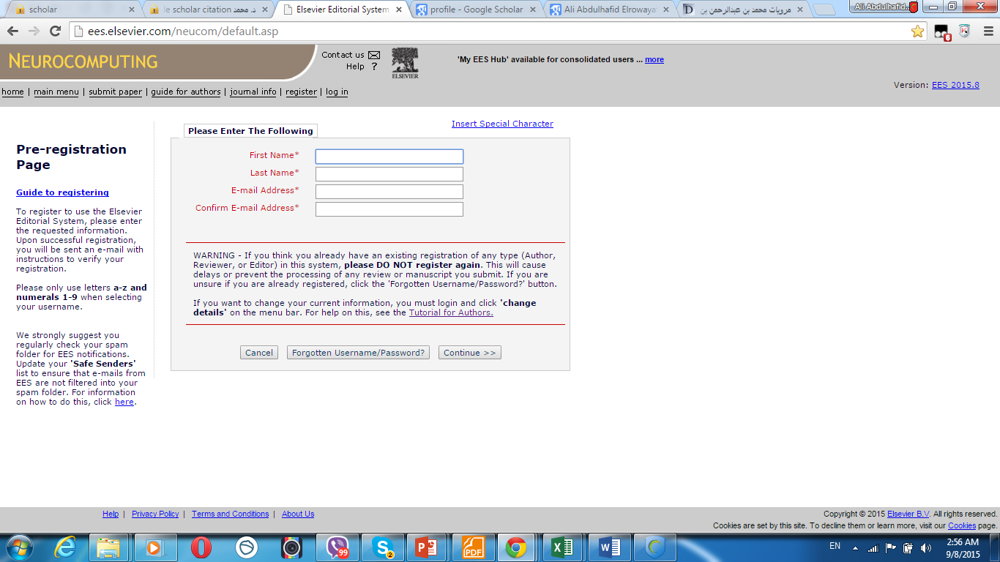 scholar
le scholar citation د. محمد
Elsevier Editorial System
profile - Google Scholar
Ali Abdulhafid Elroway
مرويات محمد بن عبدالرحمن بن
Ali Abdulhafid...
ees.elsevier.com/neucom/default.asp
6
NEUROCOMPUTING
Contact us
Help ?
ELSEVIER
'My EES Hub' available for consolidated users ... more
Version: EES 2015.8
home | main menu | submit paper | guide for authors | journal info | register | log in
Pre-registration
Page
Guide to registering
To register to use the Elsevier
Editorial System, please enter
the requested information.
Upon successful registration,
you will be sent an e-mail with
instructions to verify your
registration.
Please only use letters a-z and
numerals 1-9 when selecting
your username.
We strongly suggest you
regularly check your spam
folder for EES notifications.
Update your 'Safe Senders'
list to ensure that e-mails from
EES are not filtered into your
spam folder. For information
on how to do this, click here.
Insert Special Character
Please Enter The Following
First Name*
Last Name*
E-mail Address*
Confirm E-mail Address*
WARNING - If you think you already have an existing registration of any type (Author,
Reviewer, or Editor) in this system, please DO NOT register again. This will cause
delays or prevent the processing of any review or manuscript you submit. If you are
unsure if you are already registered, click the 'Forgotten Username/Password?' button.
If you want to change your current information, you must login and click 'change
details' on the menu bar. For help on this, see the Tutorial for Authors.
Cancel
Forgotten Username/Password?
Continue >>
Help | Privacy Policy | Terms and Conditions | About Us
Copyright © 2015 Elsevier B.V. All rights reserved.
Cookies are set by this site. To decline them or learn more, visit our Cookies page.
99
2
PDF
EN
2:56 AM
9/8/2015